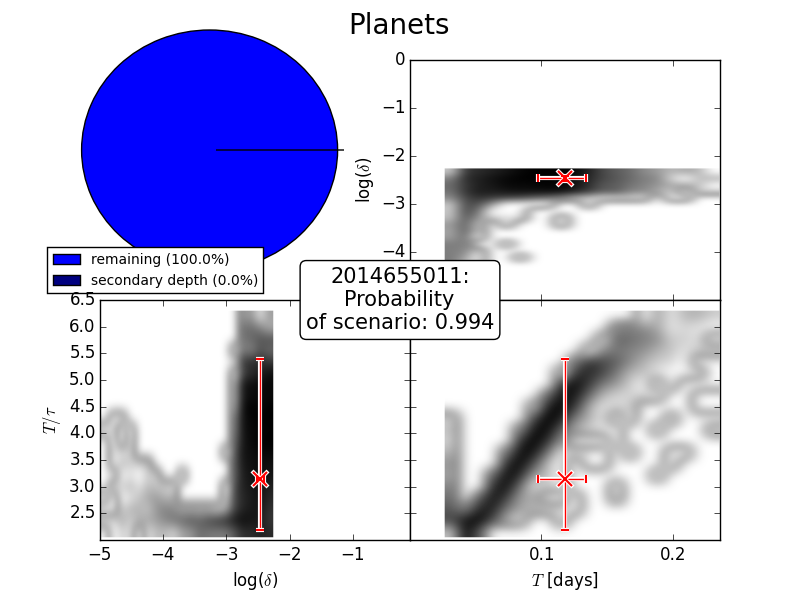 Planets
0
−1
−2
−3
−4
log(δ)
remaining (100.0%)
secondary depth (0.0%)
2014655011:
Probability
of scenario: 0.994
6.5
6.0
5.5
5.0
4.5
4.0
3.5
3.0
2.5
T/τ
−5 −4 −3 −2 −1
log(δ)
0.1 0.2
T [days]